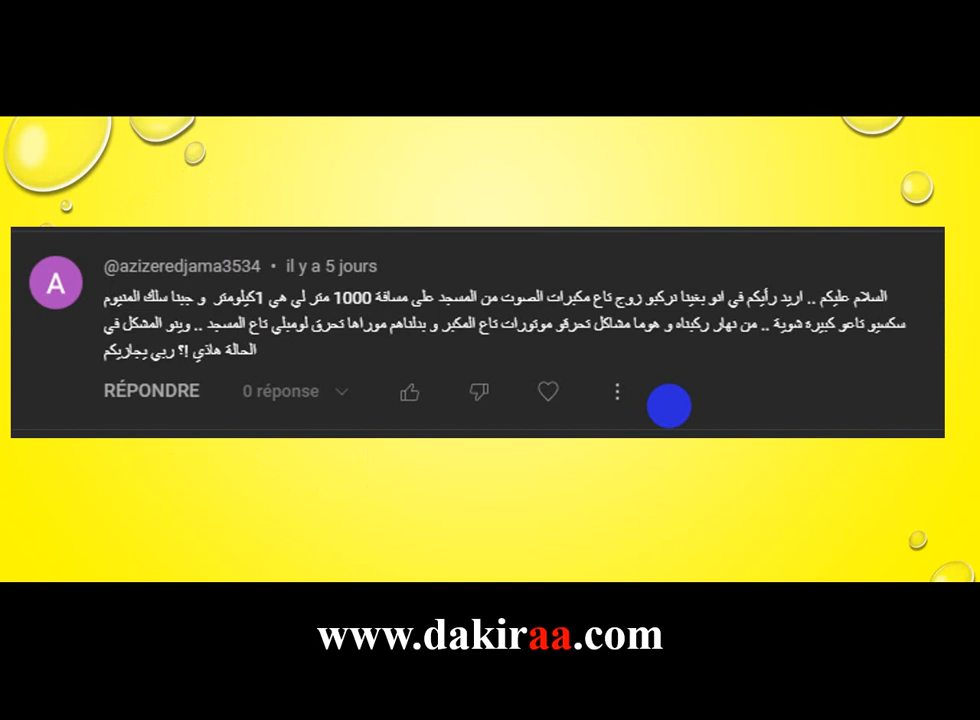 @azizeredjama3534 • il y a 5 jours
السلام عليكم .. اريد رأيكم في انو بغينا نركبو زوج تاع مكبرات الصوت من المسجد على مسافة 1000 متر لي هي 1كيلومتر و جبنا سلك المنيوم
سكسيو تاعو كبيرة شوية .. من نهار ركبناه و هوما مشاكل تحرقو موتورات تاع المكبر و بدلناهم موراها تحرق لومبلي تاع المسجد .. وينو المشكل في
الحالة هاذي !؟ ربي يجازيكم
A
RÉPONDRE 0 réponse
www.dakiraa.com